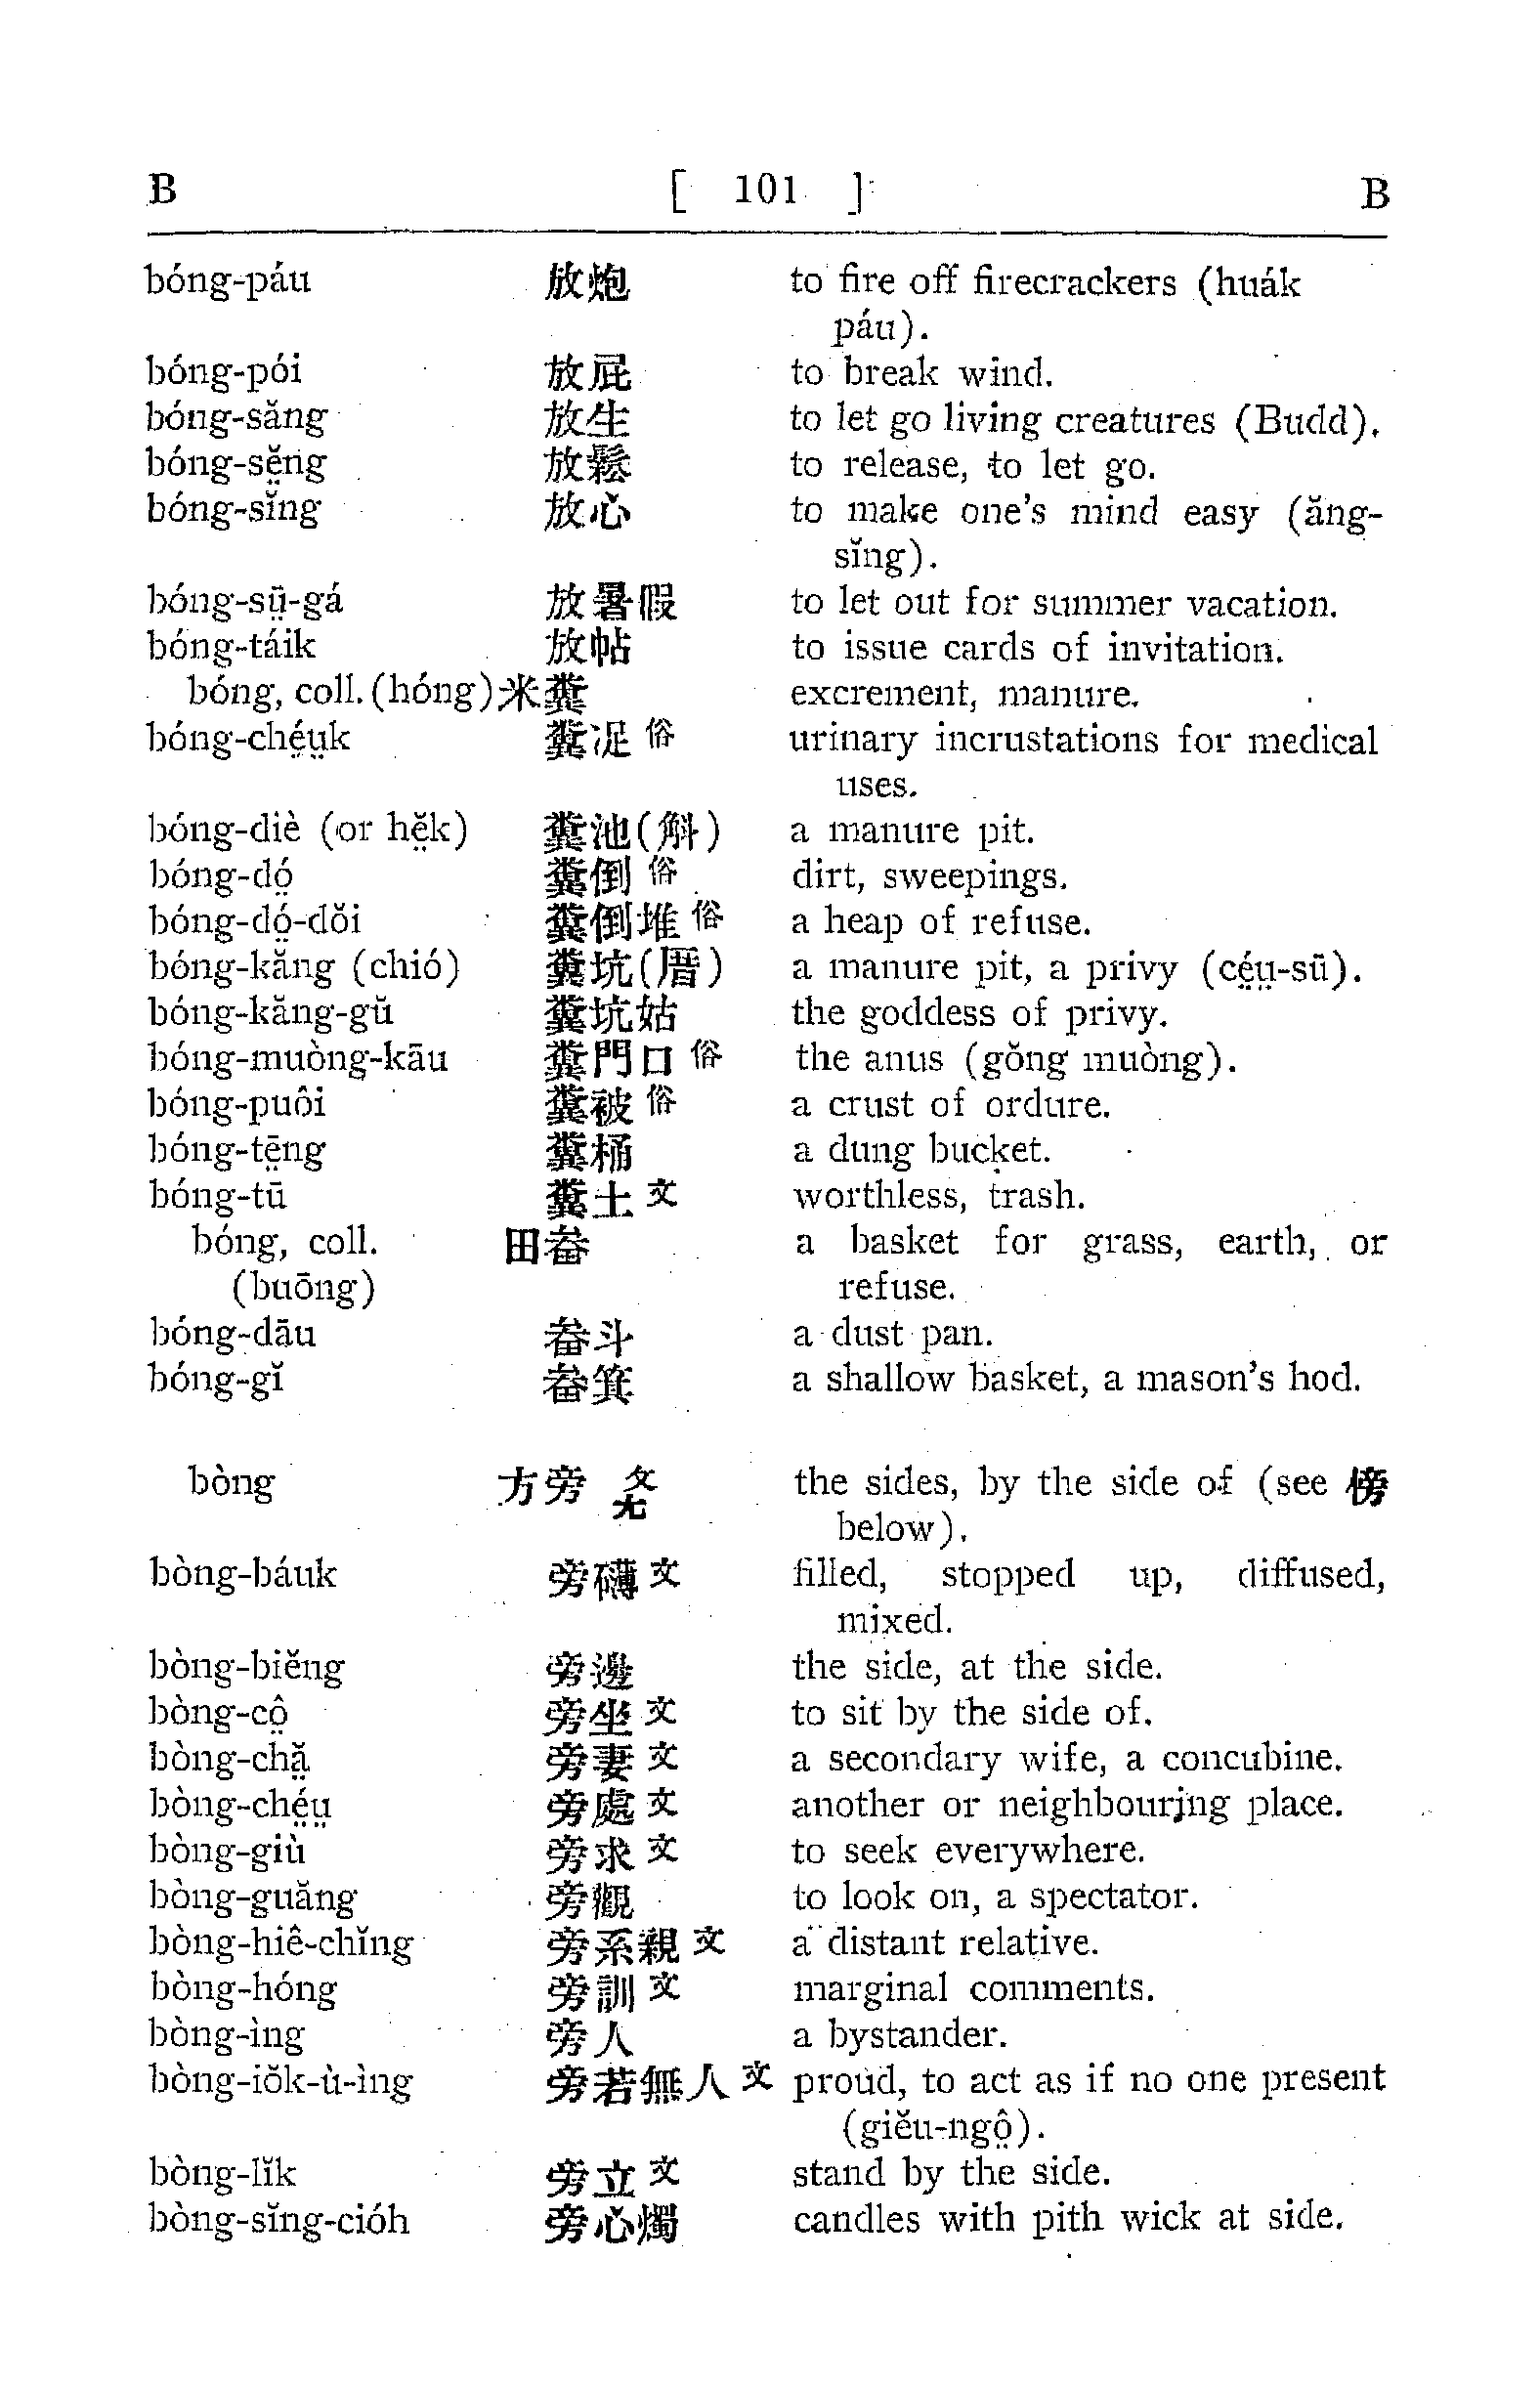 B [ 101 ] B
bóng-páu 放炮 to fire off firecrackers (huák
páu).
bóng-pói 放屁 to break wind.
bóng-săng 放生 to let go living creatures (Budd).
bóng-sĕ̤ng 放鬆 to release, to let go.
bóng-sĭng 放心 to make one's mind easy (ăng-
sĭng).
bóng-sṳ̄-gá 放暑假 to let out for summer vacation.
bóng-táik 放帖 to issue cards of invitation.
bóng, coll. (hóng) 米糞 excrement, manure.
bóng-ché̤ṳk 糞浞 俗 urinary incrustations for medical
uses.
bóng-diè (or hĕ̤k) 糞池(斛) a manure pit.
bóng-dó̤ 糞倒 俗 dirt, sweepings.
bóng-dó̤-dŏi 糞倒堆 俗 a heap of refuse.
bóng-kăng (chió) 糞坑(厝) a manure pit, a privy (cé̤ṳ-sū).
bóng-kăng-gŭ 糞坑姑 the goddess of privy.
bóng-muòng-kāu 糞門口 俗 the anus (gŏng muòng).
bóng-puôi 糞被 俗 a crust of ordure.
bóng-tē̤ng 糞桶 a dung bucket.
bóng-tū 糞土 文 worthless, trash.
bóng, coll. 田畚 a basket for grass, earth, or
(buōng) refuse.
bóng-dāu 畚斗 a dust pan.
bóng-gĭ 畚箕 a shallow basket, a mason's hod.
bòng 方旁 the sides, by the side of (see 傍
below).
bòng-báuk 旁礴 文 filled, stopped up, diffused,
mixed.
bòng-biĕng 旁邊 the side, at the side.
bòng-cô̤ 旁坐 文 to sit by the side of.
bòng-chă̤ 旁妻 文 a secondary wife, a concubine.
bòng-ché̤ṳ 旁處 文 another or neighbouring place.
bòng-giù 旁求 文 to seek everywhere.
bòng-guăng 旁觀 to look on, a spectator.
bòng-hiê-chĭng 旁系親 文 a distant relative.
bòng-hóng 旁訓 文 marginal comments.
bòng-ìng 旁人 a bystander.
bòng-iŏk-ù-ìng 旁若無人 文 proud, to act as if no one present
(giĕu-ngô̤).
bòng-lĭk 旁立 文 stand by the side.
bòng-sĭng-cióh 旁心燭 candles with pith wick at side.